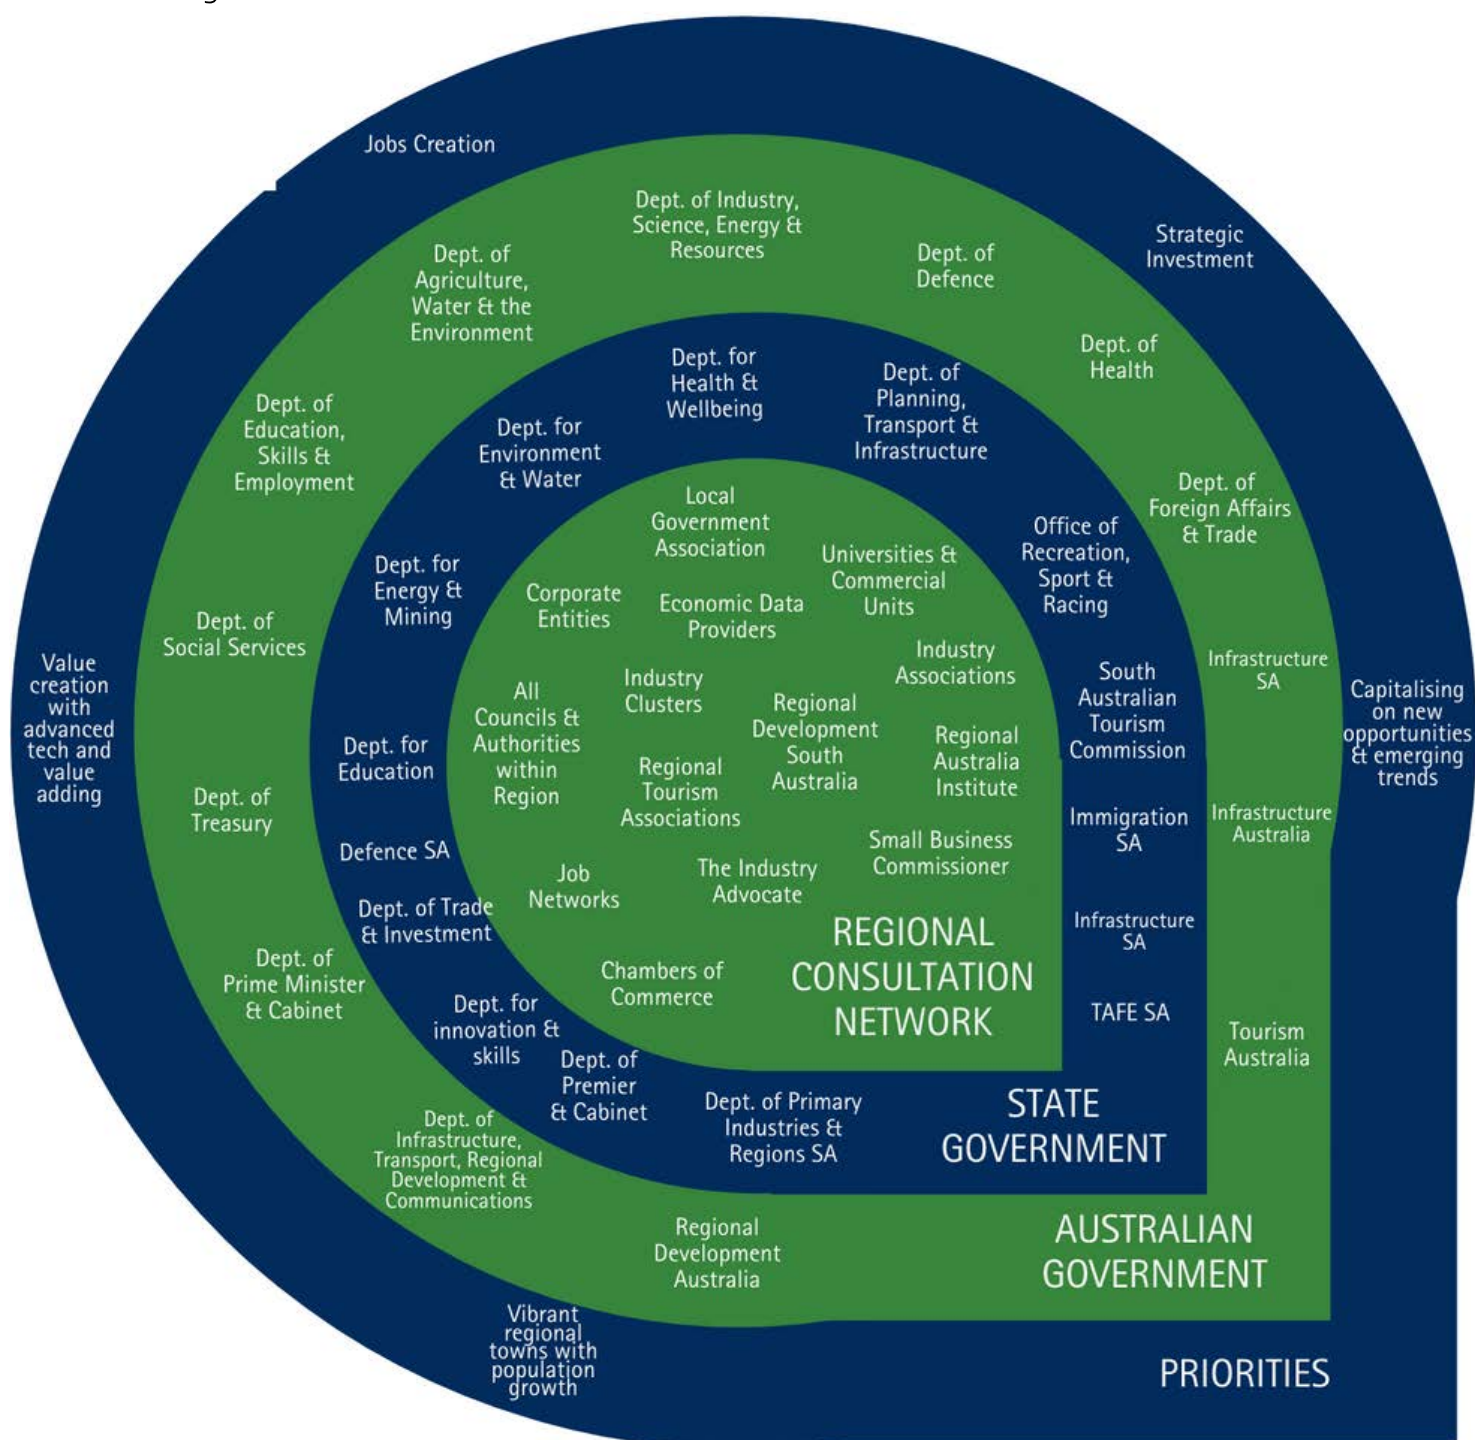 Jobs Creation
Strategic
Investment
Value
creation
with
advanced
tech and
value
adding
Capitalising
on new
opportunities
& emerging
trends
Vibrant
regional
towns with
population
growth
PRIORITIES
Dept. of Industry,
Science, Energy &
Resources
Dept. of
Agriculture,
Water & the
Environment
Dept. of
Defence
Dept. of
Health
Dept. of
Education,
Skills &
Employment
Dept. of
Foreign Affairs
& Trade
Dept. of
Social Services
Infrastructure
SA
Dept. of
Treasury
Infrastructure
Australia
Dept. of
Prime Minister
& Cabinet
Tourism
Australia
Dept. of
Infrastructure,
Transport, Regional
Development &
Communications
Regional
Development
Australia
AUSTRALIAN
GOVERNMENT
Dept. for
Health &
Wellbeing
Dept. of
Planning,
Transport &
Infrastructure
Dept. for
Environment
& Water
Office of
Recreation,
Sport &
Racing
Dept. for
Energy &
Mining
South
Australian
Tourism
Commission
Dept. for
Education
Immigration
SA
Defence SA
Dept. of Trade
& Investment
Infrastructure
SA
Dept. for
innovation &
skills
TAFE SA
Dept. of
Premier
& Cabinet
Dept. of Primary
Industries &
Regions SA
STATE
GOVERNMENT
Local
Government
Association
Universities &
Commercial
Units
Corporate
Entities
Economic Data
Providers
Industry
Associations
All
Councils &
Authorities
within
Region
Industry
Clusters
Regional
Development
South
Australia
Regional
Australia
Institute
Regional
Tourism
Associations
Small Business
Commissioner
Job
Networks
The Industry
Advocate
Chambers of
Commerce
REGIONAL
CONSULTATION
NETWORK